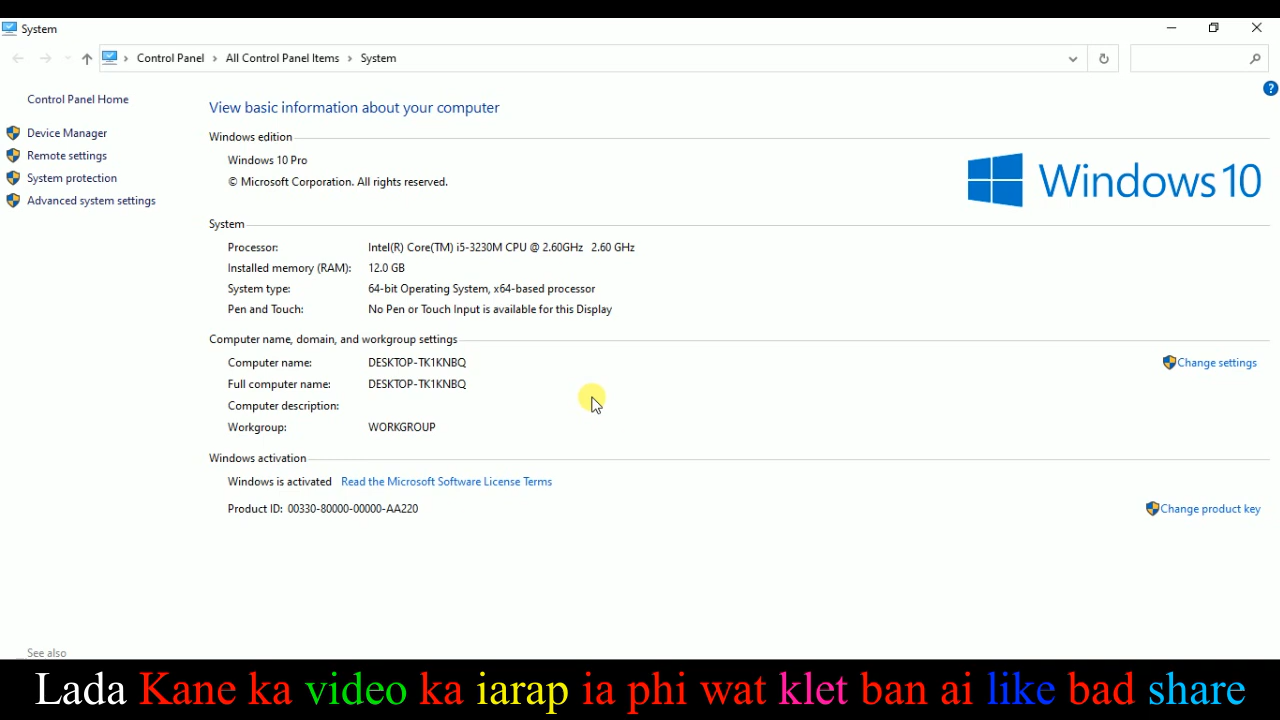 System
Control Panel > All Control Panel Items > System
Control Panel Home
Device Manager
Remote settings
System protection
Advanced system settings
View basic information about your computer
Windows edition
Windows 10 Pro
© Microsoft Corporation. All rights reserved.
Windows 10
System
Processor: Intel(R) Core(TM) i5-3230M CPU @ 2.60GHz 2.60 GHz
Installed memory (RAM): 12.0 GB
System type: 64-bit Operating System, x64-based processor
Pen and Touch: No Pen or Touch Input is available for this Display
Computer name, domain, and workgroup settings
Computer name: DESKTOP-TK1KNBQ Change settings
Full computer name: DESKTOP-TK1KNBQ
Computer description:
Workgroup: WORKGROUP
Windows activation
Windows is activated Read the Microsoft Software License Terms
Product ID: 00330-80000-00000-AA220 Change product key
See also
Lada Kane ka video ka iarap ia phi wat klet ban ai like bad share